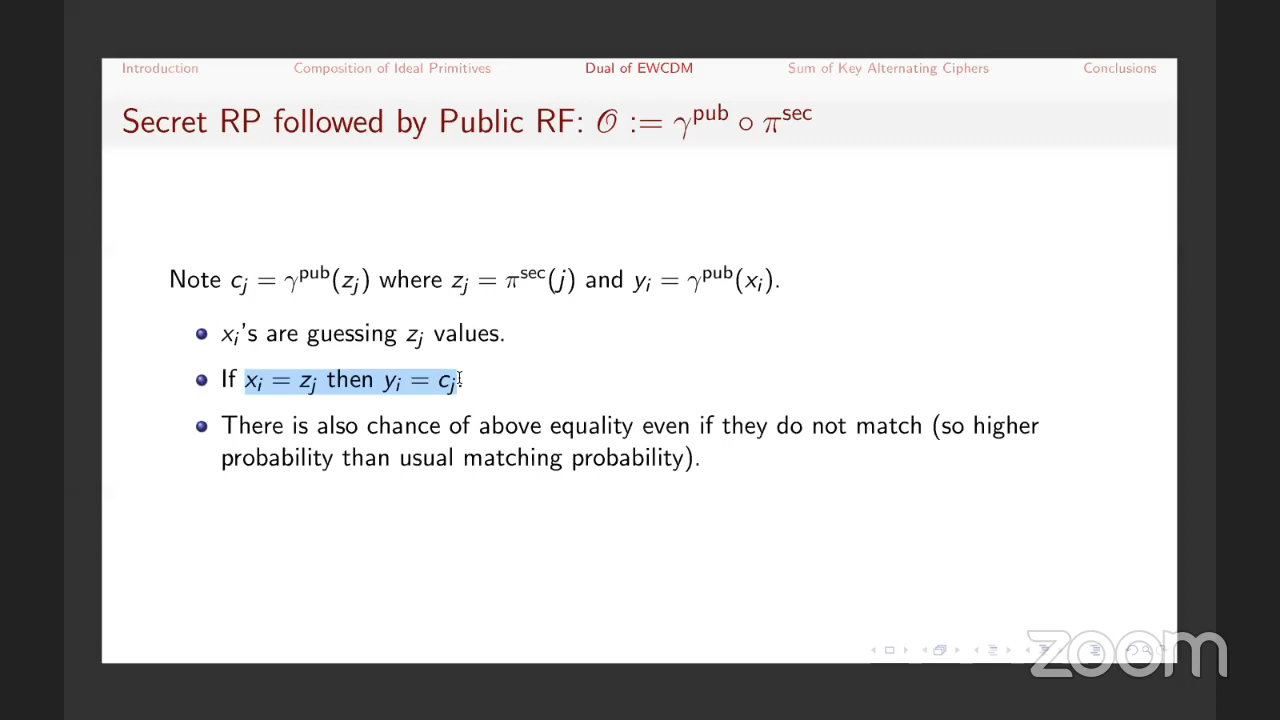 Introduction Composition of Ideal Primitives Dual of EWCDM Sum of Key Alternating Ciphers Conclusions
Secret RP followed by Public RF: 𝒪 := γ^pub ∘ π^sec
Note c_j = γ^pub(z_j) where z_j = π^sec(j) and y_i = γ^pub(x_i).
x_i's are guessing z_j values.
If x_i = z_j then y_i = c_j.
There is also chance of above equality even if they do not match (so higher
probability than usual matching probability).
zoom